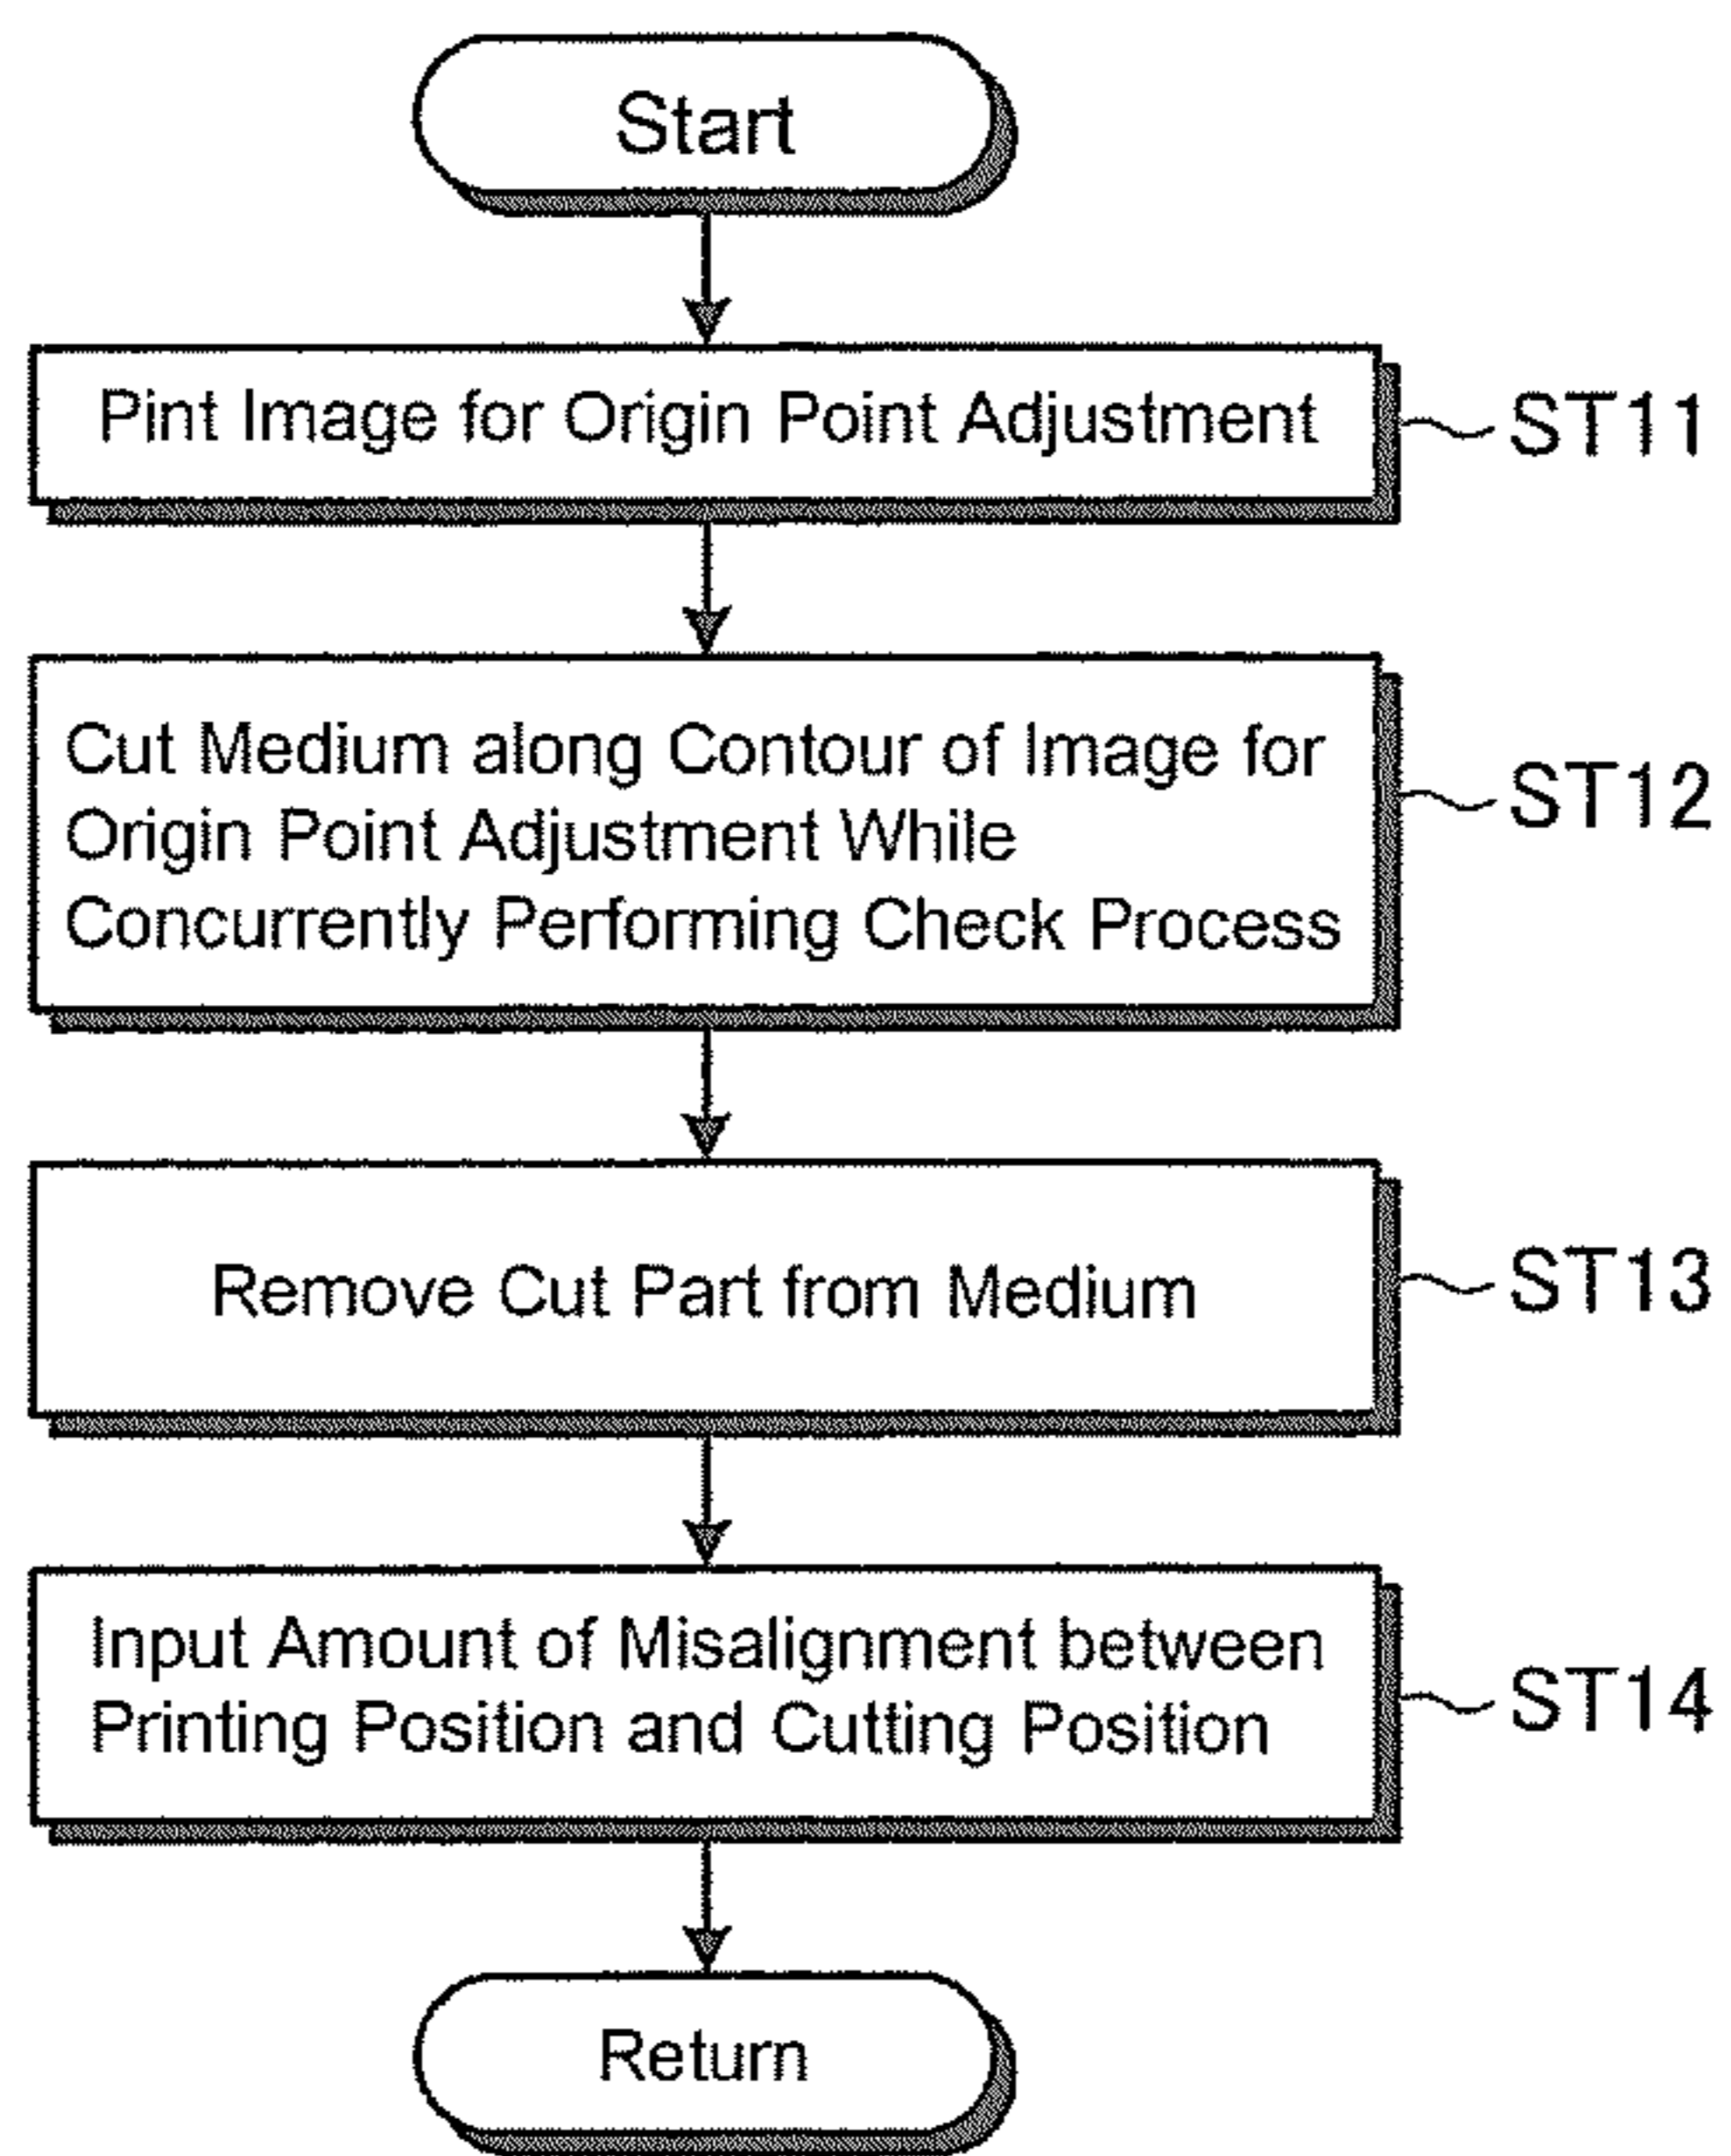 Start
Pint Image for Origin Point Adjustment
ST11
Cut Medium along Contour of Image for
Origin Point Adjustment While
Concurrently Performing Check Process
ST12
Remove Cut Part from Medium
ST13
Input Amount of Misalignment between
Printing Position and Cutting Position
ST14
Return